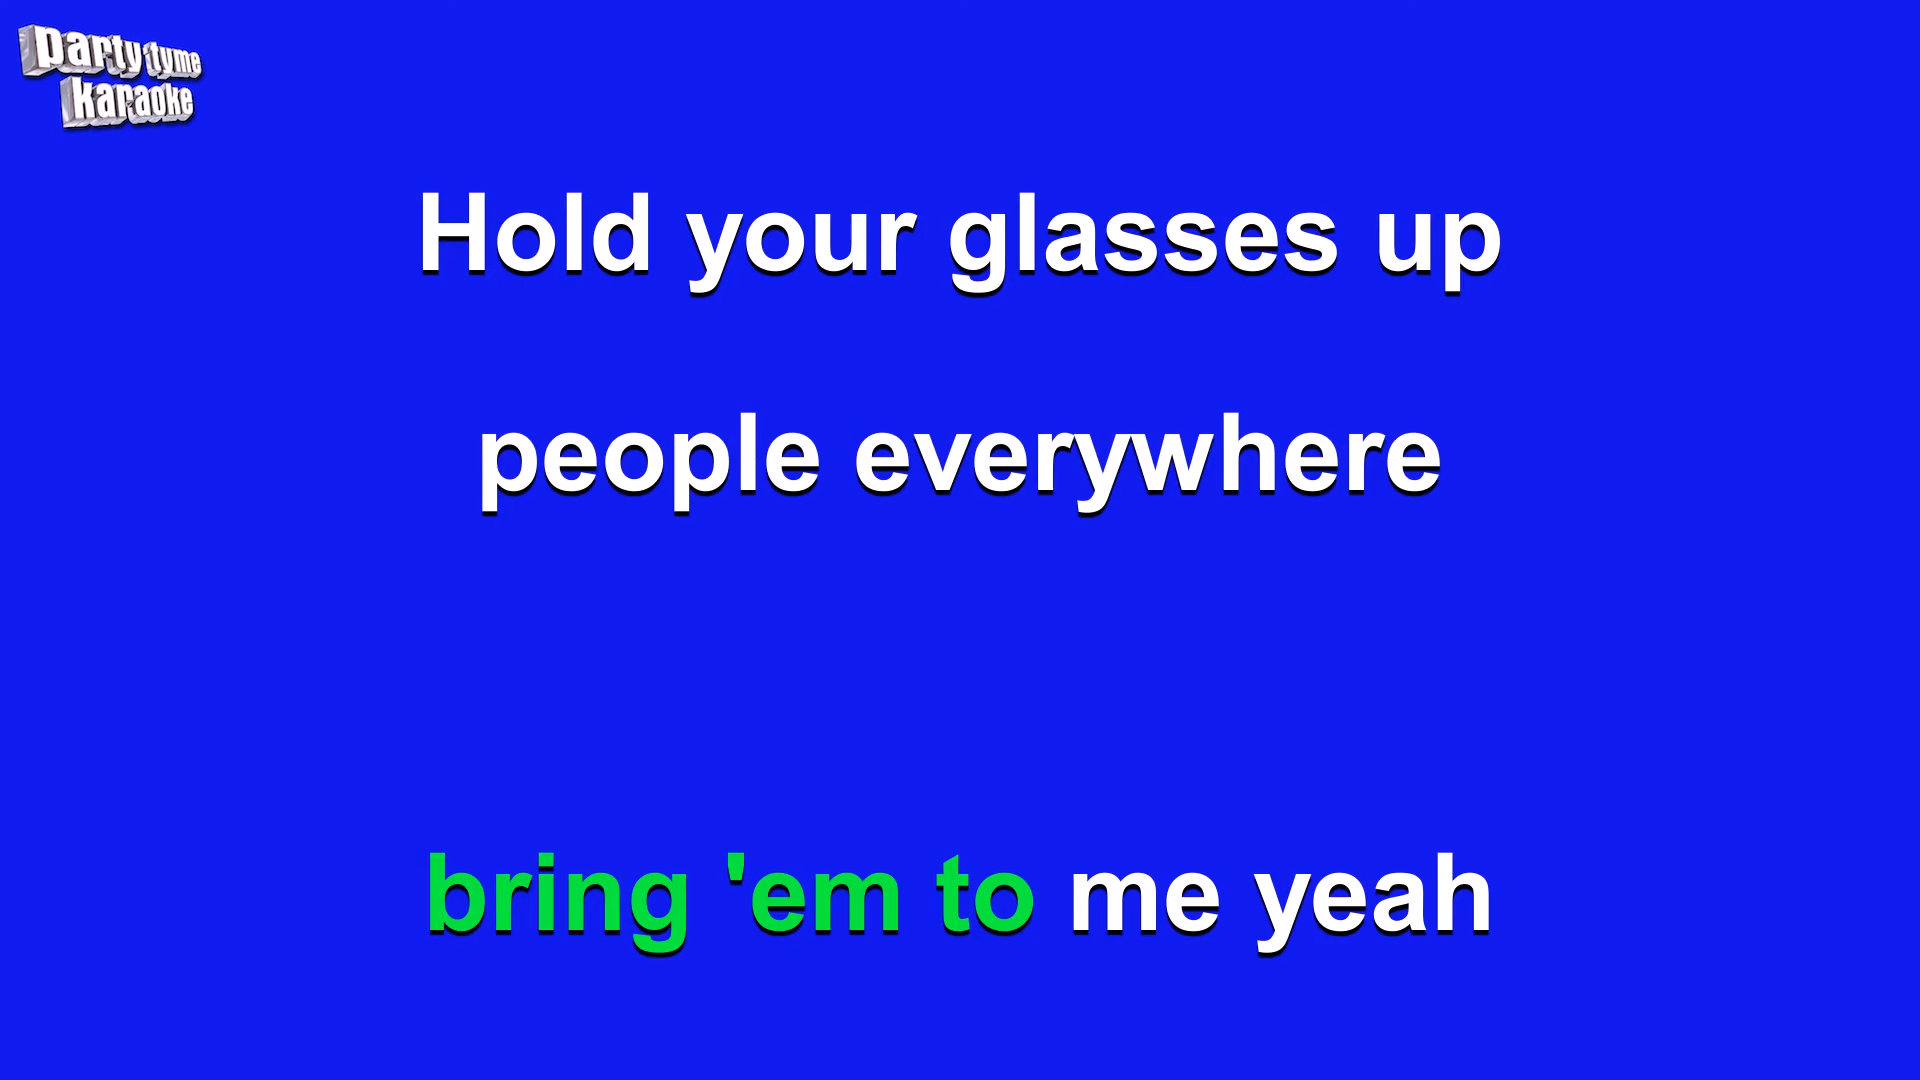 party tyme
karaoke
Hold your glasses up
people everywhere
bring 'em to me yeah